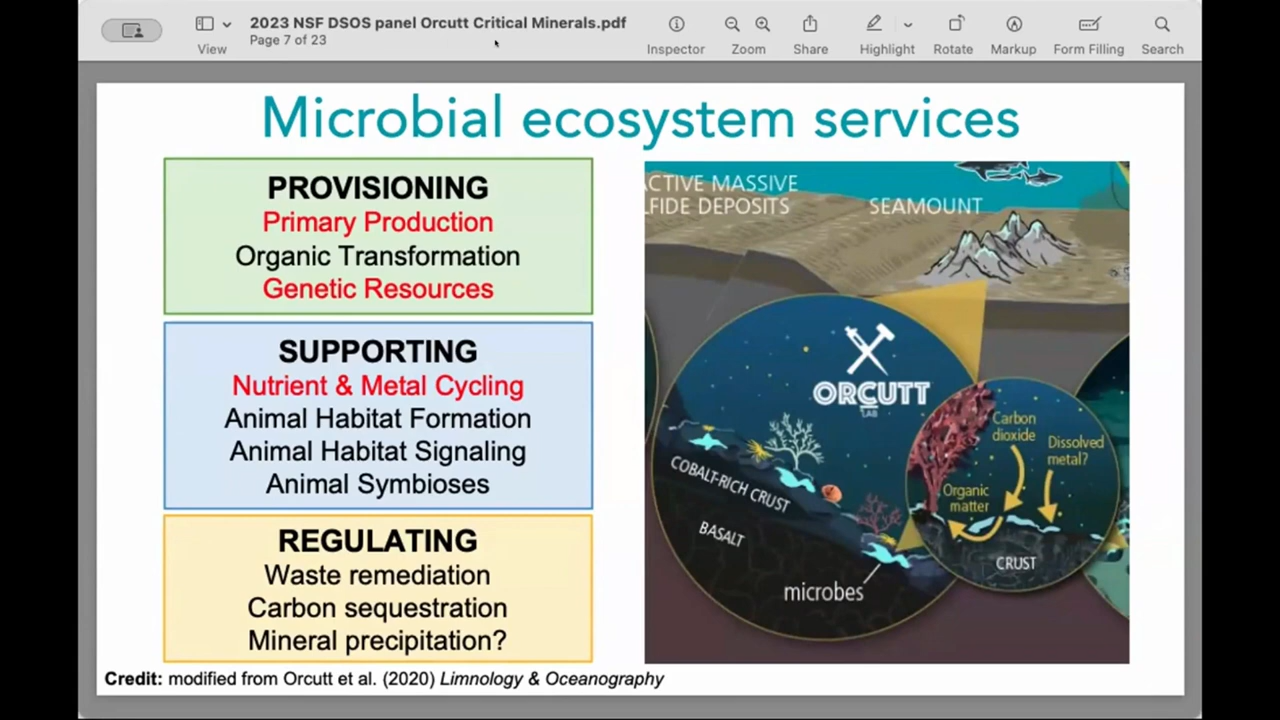 2023 NSF DSOS panel Orcutt Critical Minerals.pdf
Page 7 of 23
View
Inspector
Zoom
Share
Highlight
Rotate
Markup
Form Filling
Search
Microbial ecosystem services
PROVISIONING
Primary Production
Organic Transformation
Genetic Resources
SUPPORTING
Nutrient & Metal Cycling
Animal Habitat Formation
Animal Habitat Signaling
Animal Symbioses
REGULATING
Waste remediation
Carbon sequestration
Mineral precipitation?
ACTIVE MASSIVE
LFIDE DEPOSITS
SEAMOUNT
ORCUTT
LAB
COBALT-RICH CRUST
BASALT
microbes
Carbon
dioxide
Dissolved
metal?
Organic
matter
CRUST
Credit: modified from Orcutt et al. (2020) Limnology & Oceanography